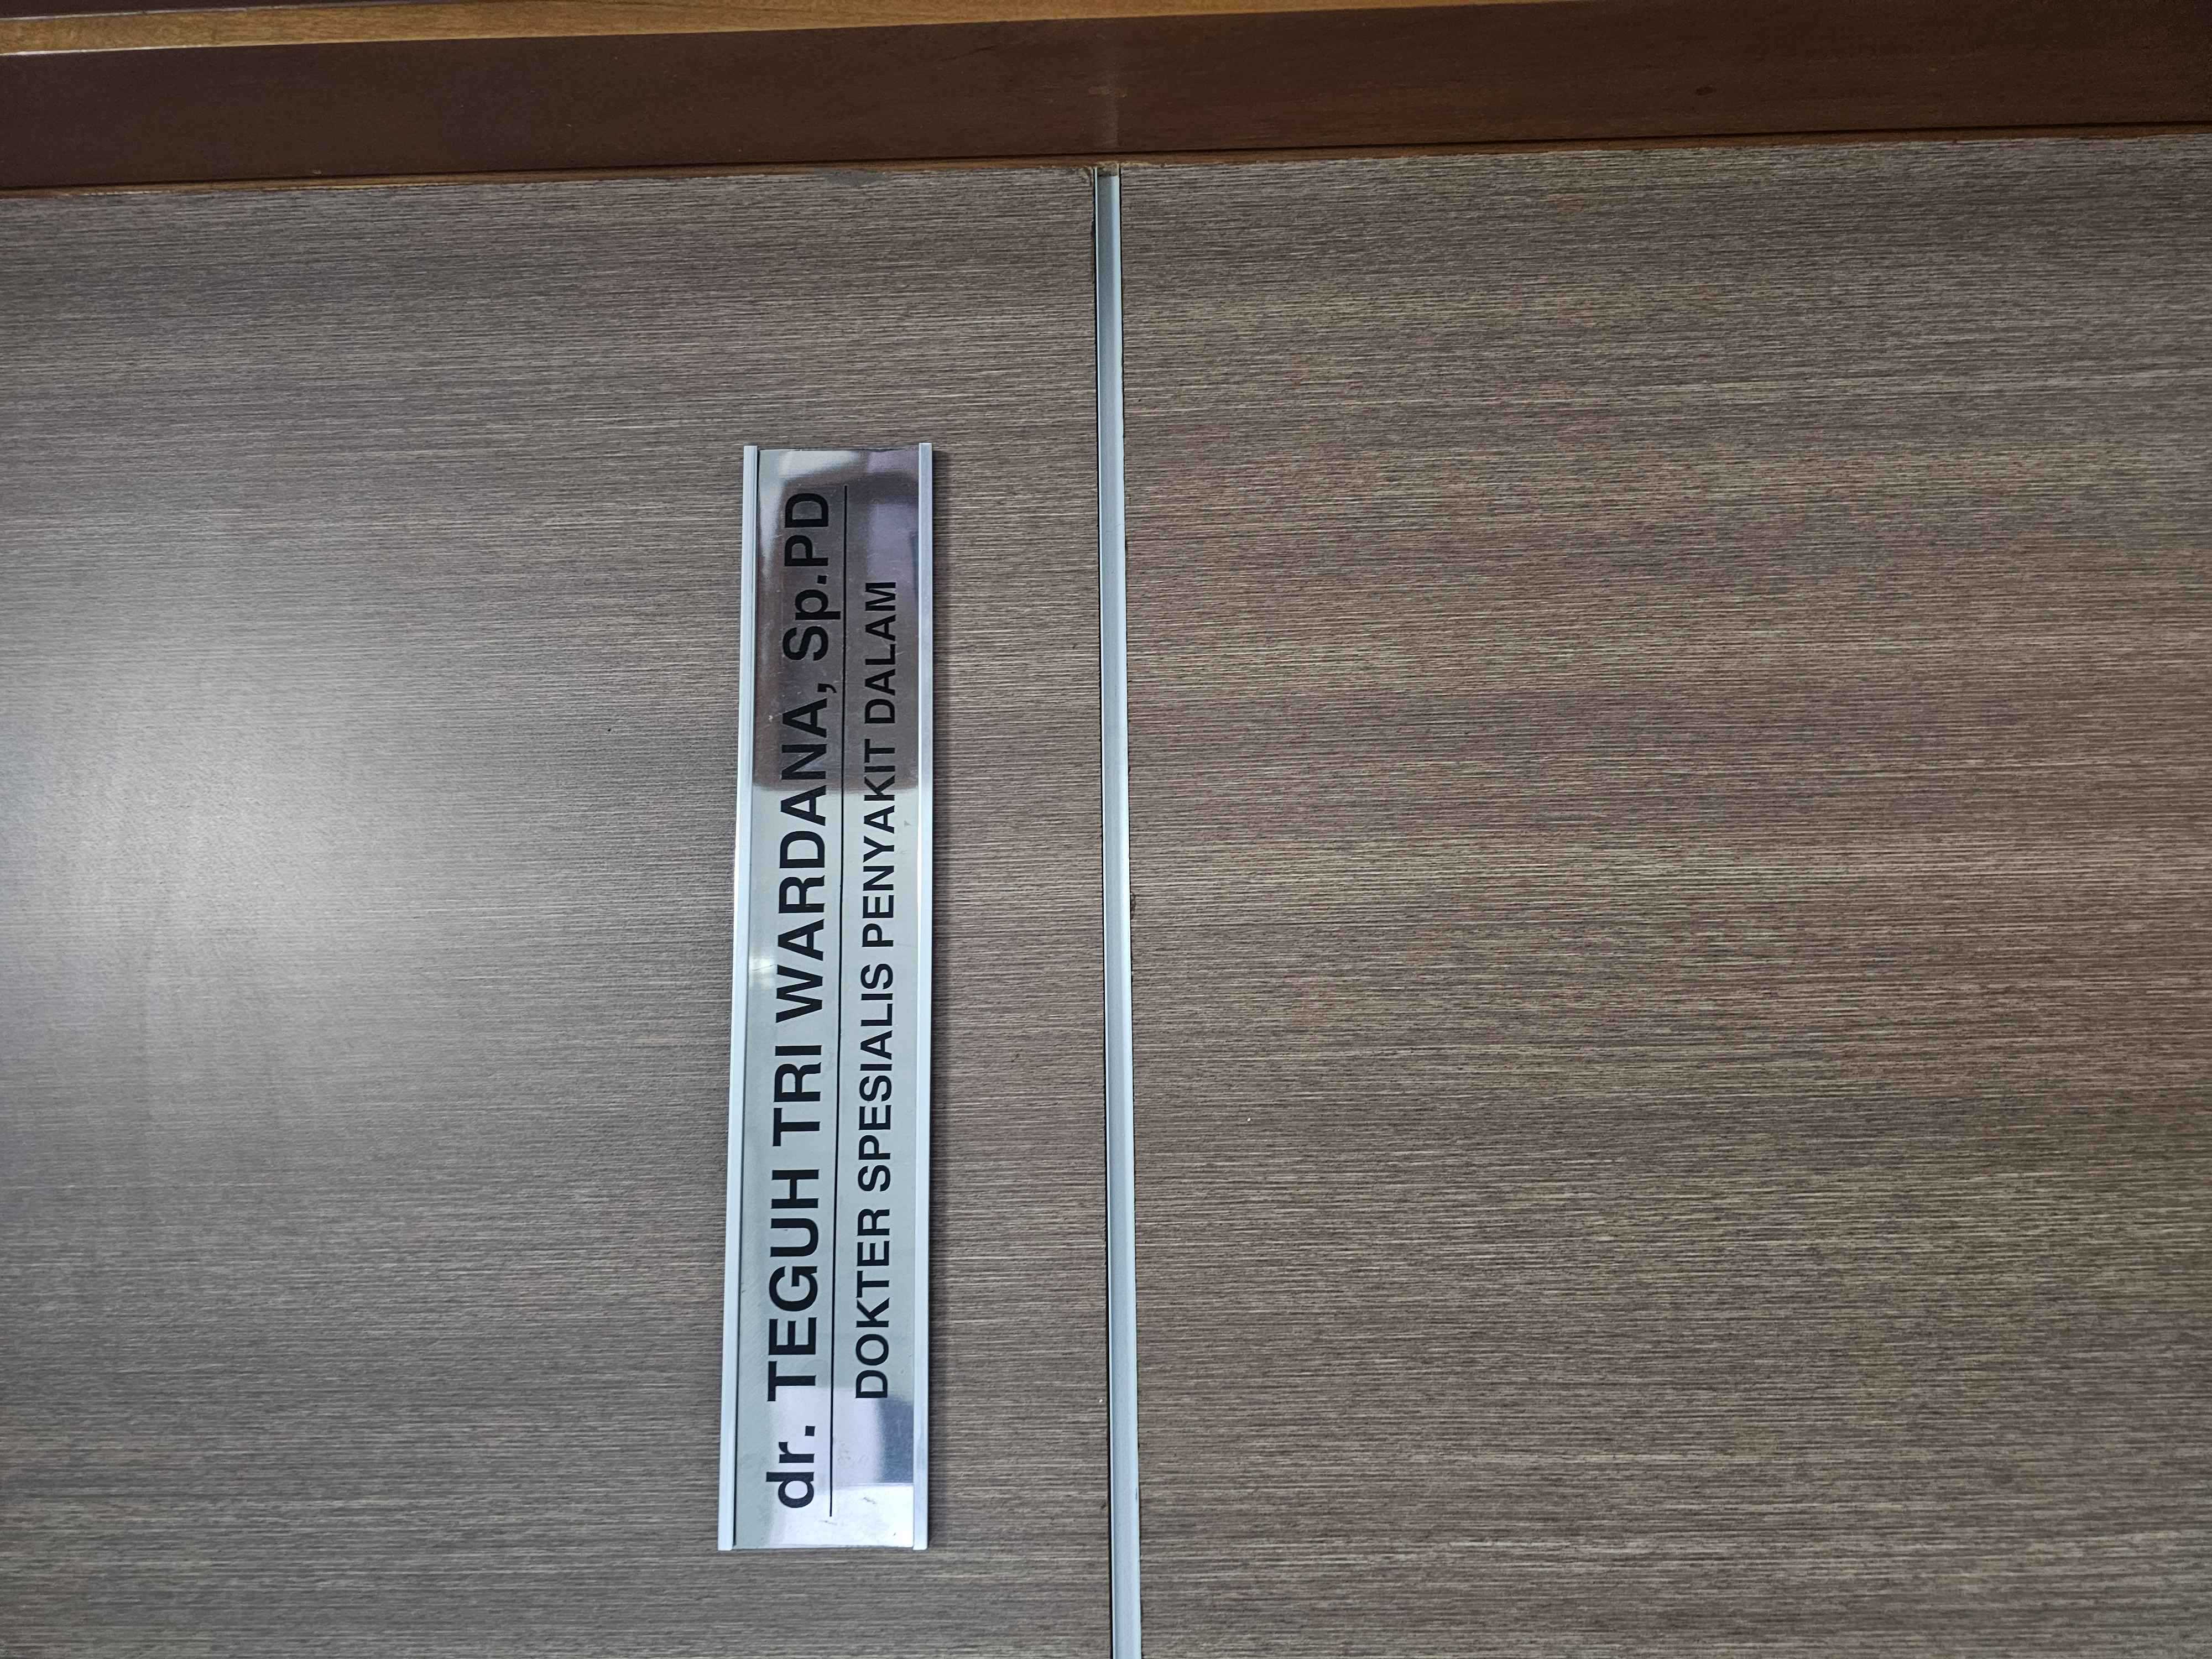 dr. TEGUH TRI WARDANA, Sp.PD
DOKTER SPESIALIS PENYAKIT DALAM